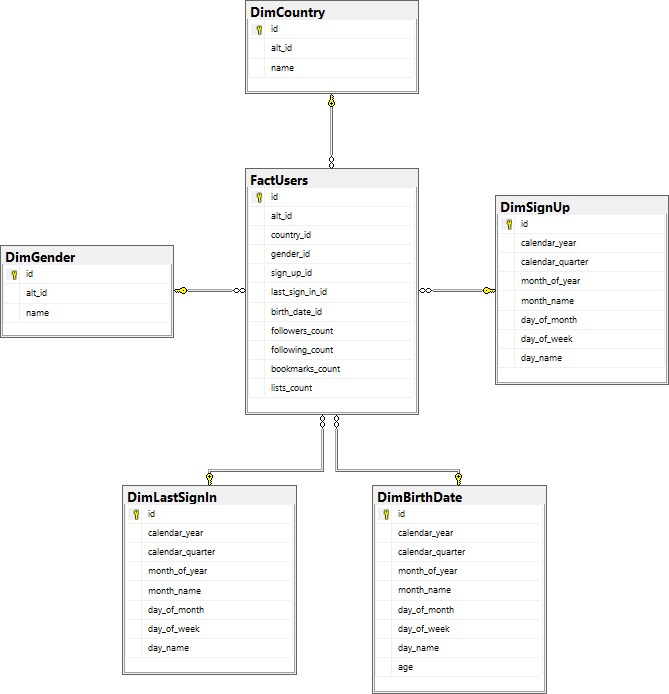 DimCountry
id
alt_id
name
FactUsers
id
alt_id
country_id
gender_id
sign_up_id
last_sign_in_id
birth_date_id
followers_count
following_count
bookmarks_count
lists_count
DimSignUp
id
calendar_year
calendar_quarter
month_of_year
month_name
day_of_month
day_of_week
day_name
DimGender
id
alt_id
name
DimLastSignIn
id
calendar_year
calendar_quarter
month_of_year
month_name
day_of_month
day_of_week
day_name
DimBirthDate
id
calendar_year
calendar_quarter
month_of_year
month_name
day_of_month
day_of_week
day_name
age